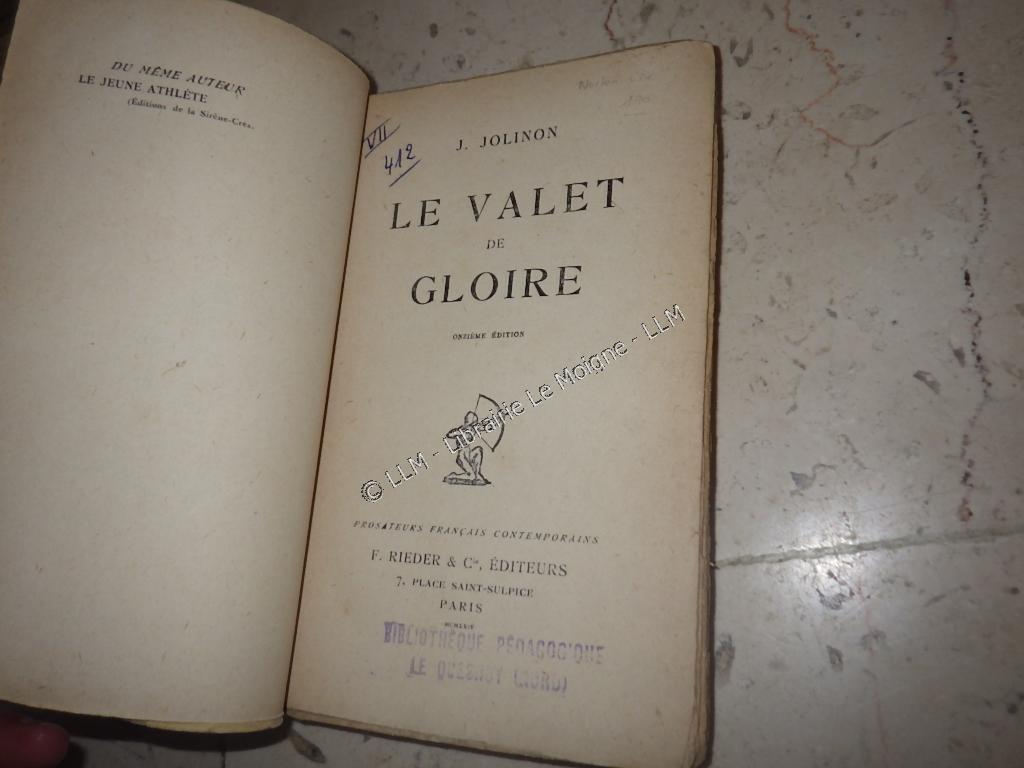 DU MÊME AUTEUR
LE JEUNE ATHLÈTE
(Éditions de la Sirène-Crès.
VII
412
J. JOLINON
LE VALET
DE
GLOIRE
ONZIÈME ÉDITION
© LLM - Librairie Le Moigne - LLM
PROSATEURS FRANÇAIS CONTEMPORAINS
F. RIEDER & Cie, ÉDITEURS
7, PLACE SAINT-SULPICE
PARIS
BIBLIOTHÈQUE PÉDAGOGIQUE
LE QUESNOY (NORD)